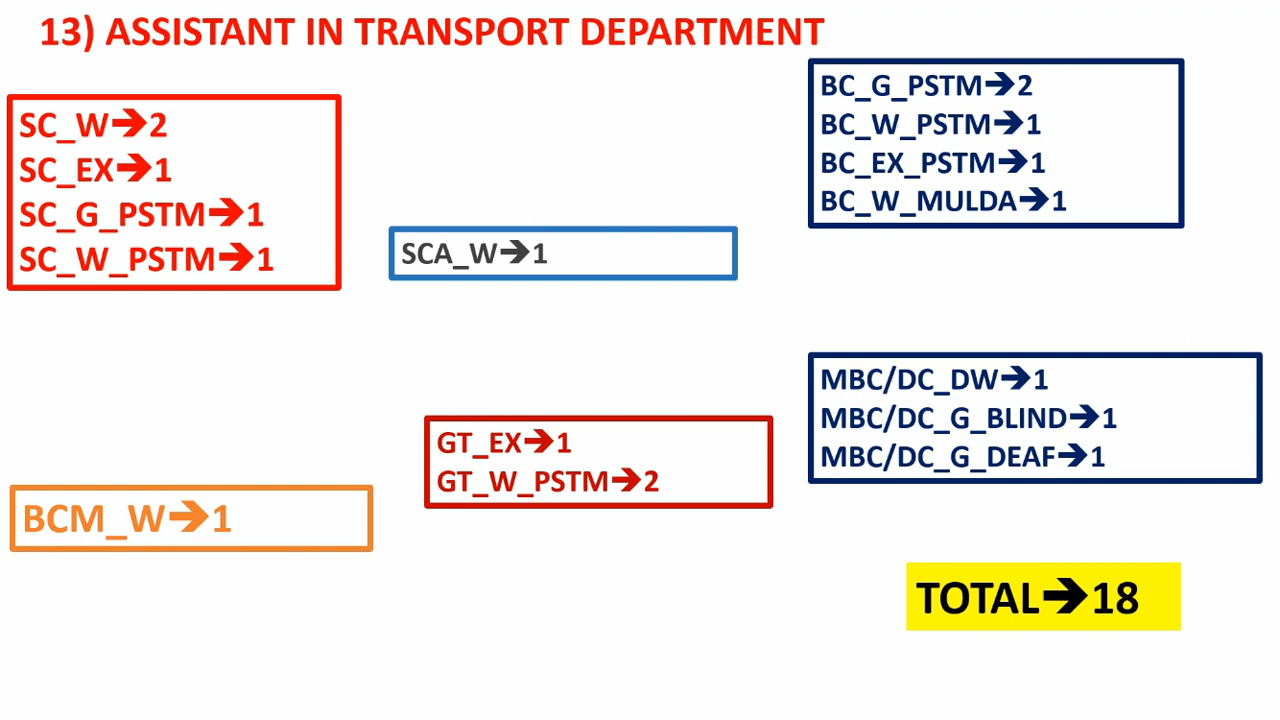 13) ASSISTANT IN TRANSPORT DEPARTMENT
SC_W➔2
SC_EX➔1
SC_G_PSTM➔1
SC_W_PSTM➔1
SCA_W➔1
BC_G_PSTM➔2
BC_W_PSTM➔1
BC_EX_PSTM➔1
BC_W_MULDA➔1
BCM_W➔1
GT_EX➔1
GT_W_PSTM➔2
MBC/DC_DW➔1
MBC/DC_G_BLIND➔1
MBC/DC_G_DEAF➔1
TOTAL➔18